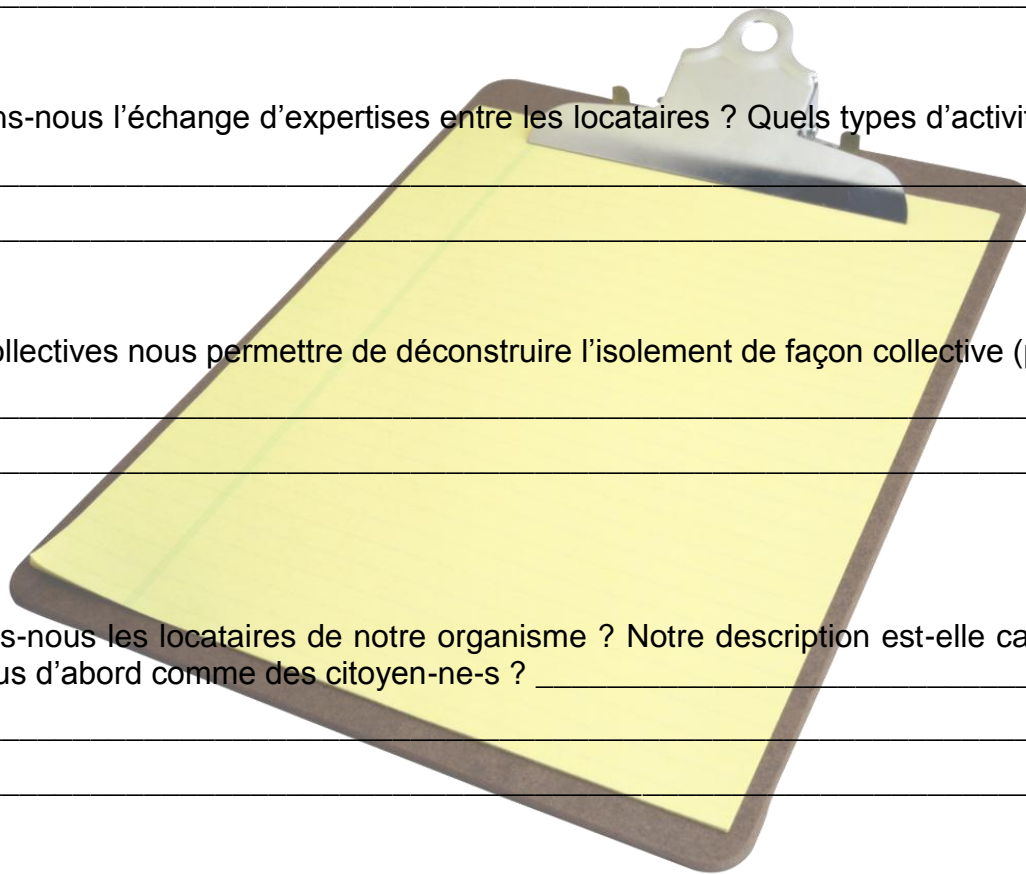 ns-nous l’échange d’expertises entre les locataires ? Quels types d’activit
ollectives nous permettre de déconstruire l’isolement de façon collective (p
s-nous les locataires de notre organisme ? Notre description est-elle ca
us d’abord comme des citoyen-ne-s ? ______________________________